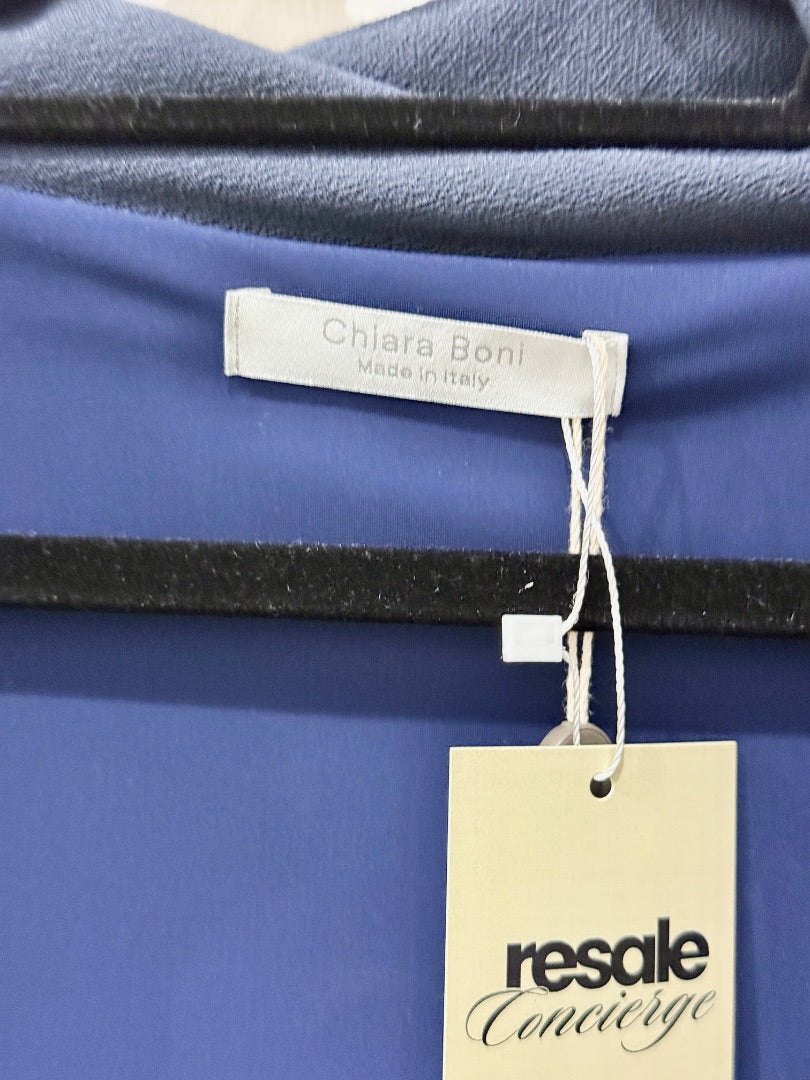 Chiara Boni
Made in Italy
resale
Concierge